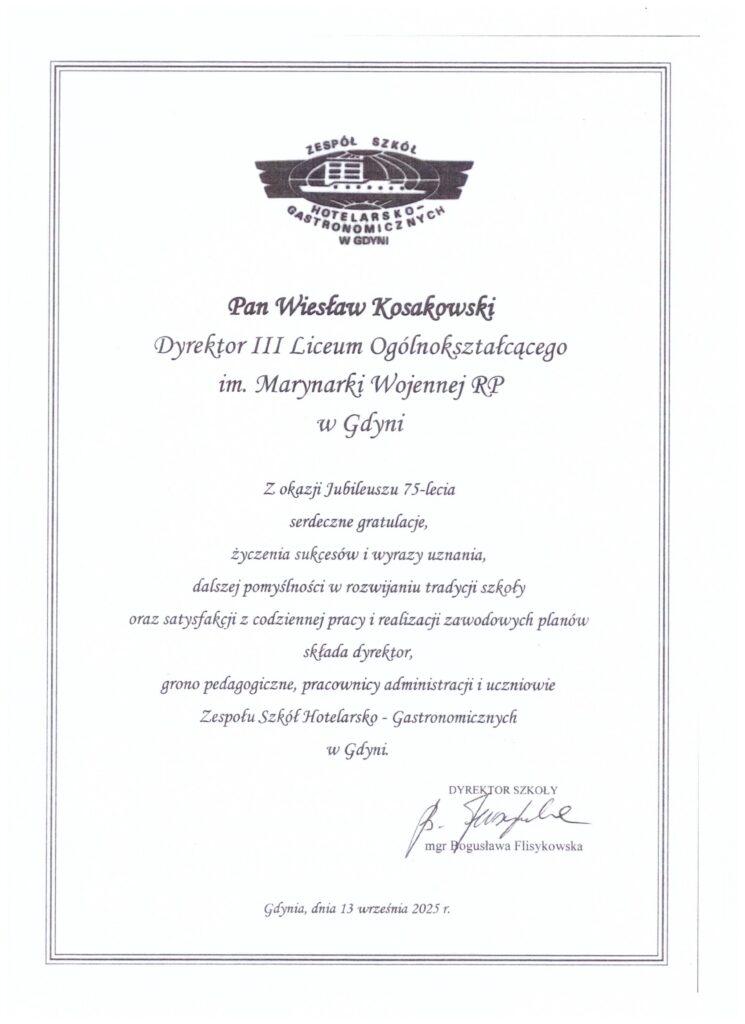 ZESPÓŁ SZKÓŁ
HOTELARSKO-
GASTRONOMICZNYCH
W GDYNI
Pan Wiesław Kosakowski
Dyrektor III Liceum Ogólnokształcącego
im. Marynarki Wojennej RP
w Gdyni
Z okazji Jubileuszu 75-lecia
serdeczne gratulacje,
życzenia sukcesów i wyrazy uznania,
dalszej pomyślności w rozwijaniu tradycji szkoły
oraz satysfakcji z codziennej pracy i realizacji zawodowych planów
składa dyrektor,
grono pedagogiczne, pracownicy administracji i uczniowie
Zespołu Szkół Hotelarsko - Gastronomicznych
w Gdyni.
DYREKTOR SZKOŁY
mgr Bogusława Flisykowska
Gdynia, dnia 13 września 2025 r.